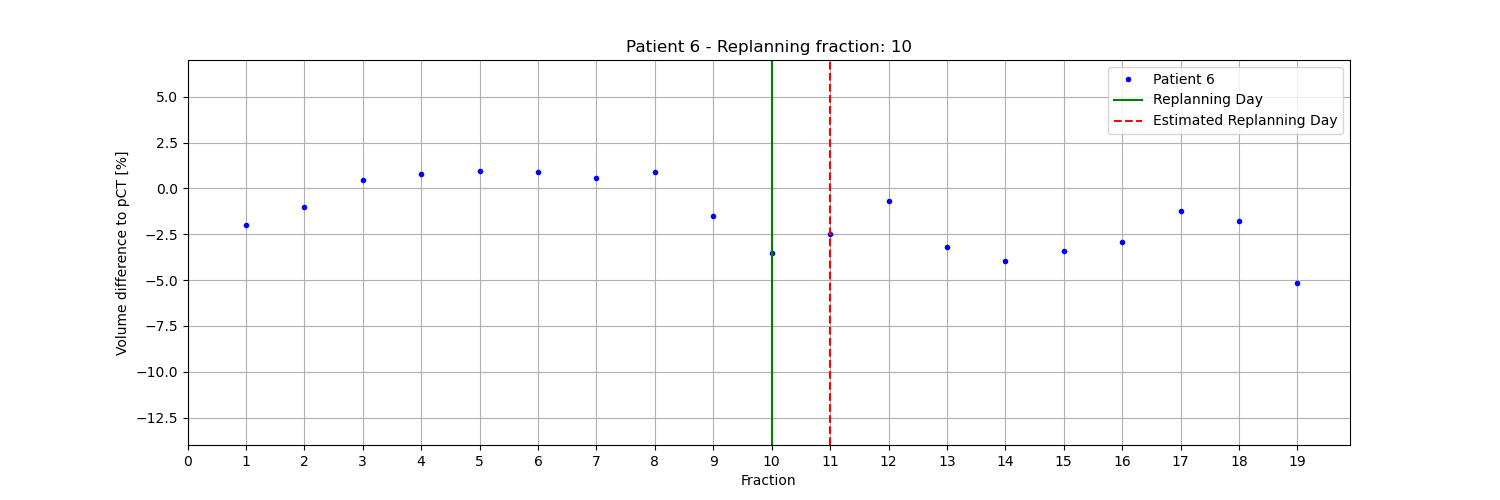 Patient 6 - Replanning fraction: 10
Patient 6
Replanning Day
Estimated Replanning Day
Volume difference to pCT [%]
5.0
2.5
0.0
−2.5
−5.0
−7.5
−10.0
−12.5
0 1 2 3 4 5 6 7 8 9 10 11 12 13 14 15 16 17 18 19
Fraction